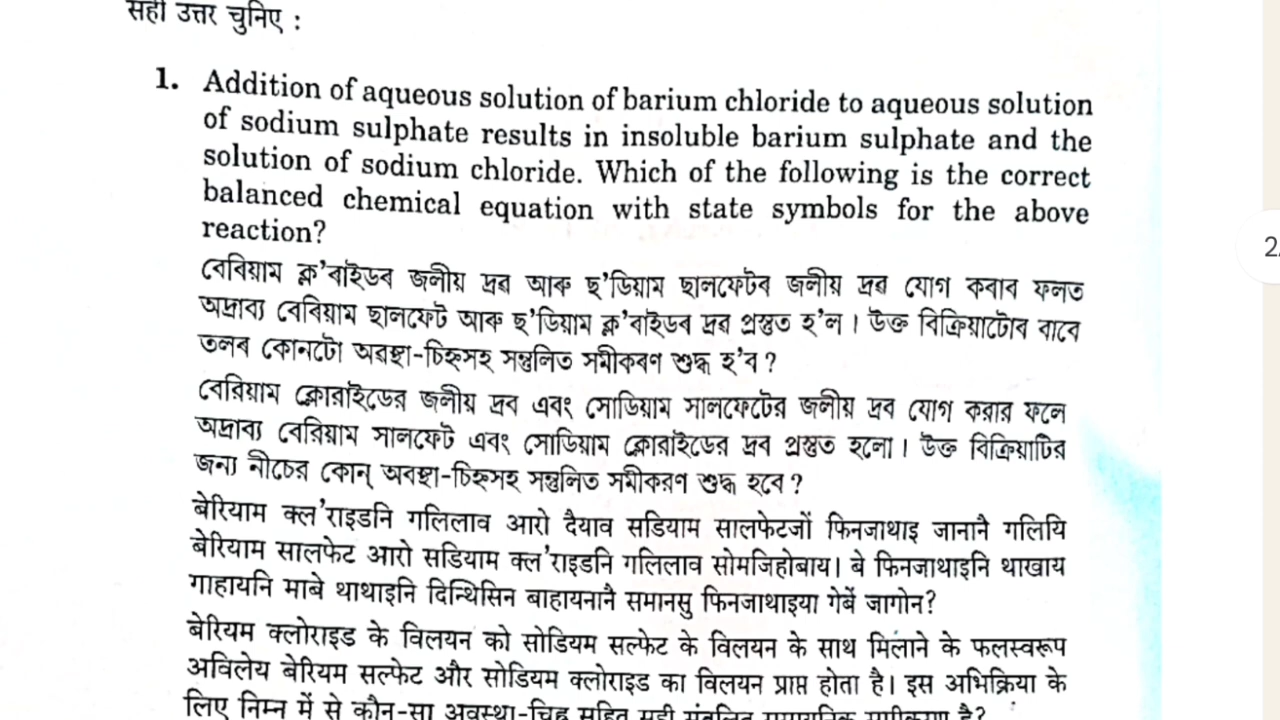 सही उत्तर चुनिए :
1. Addition of aqueous solution of barium chloride to aqueous solution
of sodium sulphate results in insoluble barium sulphate and the
solution of sodium chloride. Which of the following is the correct
balanced chemical equation with state symbols for the above
reaction?
বেৰিয়াম ক্ল'ৰাইডৰ জলীয় দ্ৰৱ আৰু ছ'ডিয়াম ছালফেটৰ জলীয় দ্ৰৱ যোগ কৰাৰ ফলত
অদ্ৰাব্য বেৰিয়াম ছালফেট আৰু ছ'ডিয়াম ক্ল'ৰাইডৰ দ্ৰৱ প্ৰস্তুত হ'ল । উক্ত বিক্ৰিয়াটোৰ বাবে
তলৰ কোনটো অৱস্থা-চিহ্নসহ সন্তুলিত সমীকৰণ শুদ্ধ হ'ব ?
বেরিয়াম ক্লোরাইডের জলীয় দ্রব এবং সোডিয়াম সালফেটের জলীয় দ্রব যোগ করার ফলে
অদ্রাব্য বেরিয়াম সালফেট এবং সোডিয়াম ক্লোরাইডের দ্রব প্রস্তুত হলো । উক্ত বিক্রিয়াটির
জন্য নীচের কোন্ অবস্থা-চিহ্নসহ সন্তুলিত সমীকরণ শুদ্ধ হবে ?
बेरियाम क्ल'राइडनि गलिलाव आरो दैयाव सडियाम सालफेटजों फिनजाथाइ जानानै गलियि
बेरियाम सालफेट आरो सडियाम क्ल'राइडनि गलिलाव सोमजिहोबाय। बे फिनजाथाइनि थाखाय
गाहायनि माबे थाथाइनि दिन्थिसिन बाहायनानै समानसु फिनजाथाइया गेबें जागोन?
बेरियम क्लोराइड के विलयन को सोडियम सल्फेट के विलयन के साथ मिलाने के फलस्वरूप
अविलेय बेरियम सल्फेट और सोडियम क्लोराइड का विलयन प्राप्त होता है। इस अभिक्रिया के
लिए निम्न में से कौन-सा अवस्था-चिह्न सहित सही संतुलित रासायनिक समीकरण है?
2